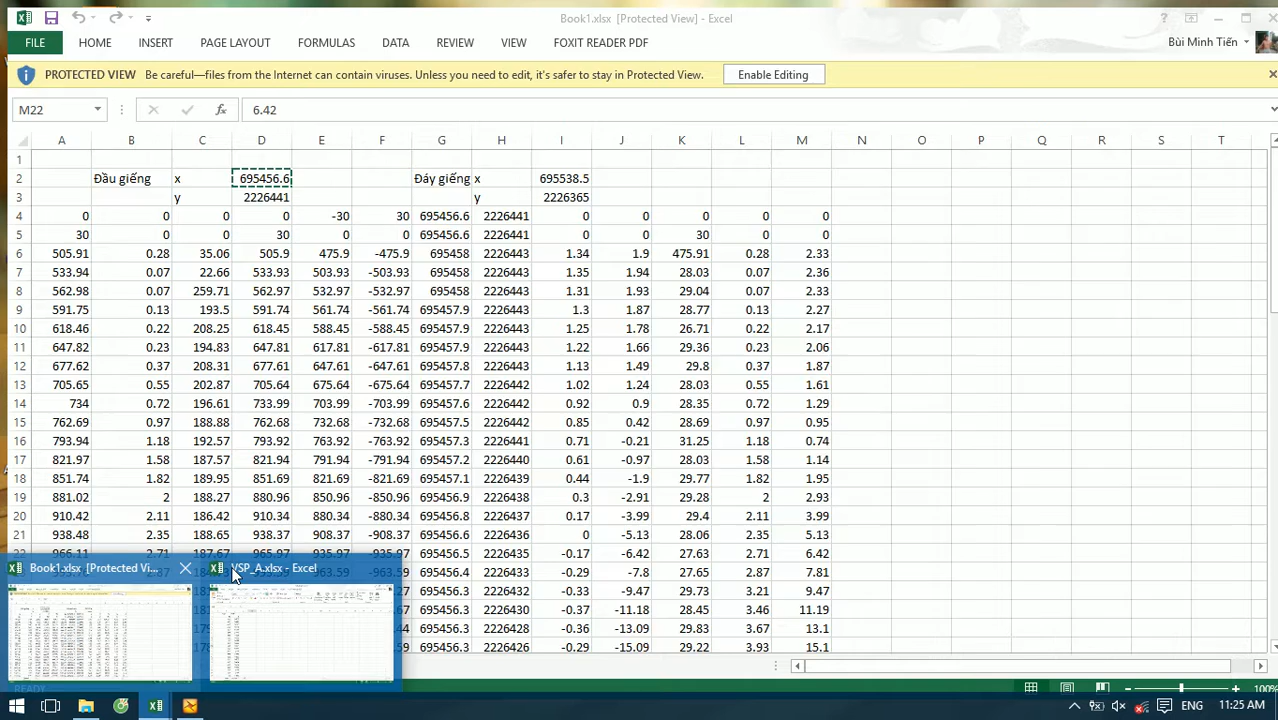 Book1.xlsx [Protected View] - Excel
FILE HOME INSERT PAGE LAYOUT FORMULAS DATA REVIEW VIEW FOXIT READER PDF Bùi Minh Tiến
PROTECTED VIEW Be careful—files from the Internet can contain viruses. Unless you need to edit, it's safer to stay in Protected View. Enable Editing
M22 fx 6.42
A B C D E F G H I J K L M N O P Q R S T
1
2 Đầu giếng x 695456.6 Đáy giếng x 695538.5
3 y 2226441 y 2226365
4 0 0 0 0 -30 30 695456.6 2226441 0 0 0 0 0
5 30 0 0 30 0 0 695456.6 2226441 0 0 30 0 0
6 505.91 0.28 35.06 505.9 475.9 -475.9 695458 2226443 1.34 1.9 475.91 0.28 2.33
7 533.94 0.07 22.66 533.93 503.93 -503.93 695458 2226443 1.35 1.94 28.03 0.07 2.36
8 562.98 0.07 259.71 562.97 532.97 -532.97 695458 2226443 1.31 1.93 29.04 0.07 2.33
9 591.75 0.13 193.5 591.74 561.74 -561.74 695457.9 2226443 1.3 1.87 28.77 0.13 2.27
10 618.46 0.22 208.25 618.45 588.45 -588.45 695457.9 2226443 1.25 1.78 26.71 0.22 2.17
11 647.82 0.23 194.83 647.81 617.81 -617.81 695457.9 2226443 1.22 1.66 29.36 0.23 2.06
12 677.62 0.37 208.31 677.61 647.61 -647.61 695457.8 2226443 1.13 1.49 29.8 0.37 1.87
13 705.65 0.55 202.87 705.64 675.64 -675.64 695457.7 2226442 1.02 1.24 28.03 0.55 1.61
14 734 0.72 196.61 733.99 703.99 -703.99 695457.6 2226442 0.92 0.9 28.35 0.72 1.29
15 762.69 0.97 188.88 762.68 732.68 -732.68 695457.5 2226442 0.85 0.42 28.69 0.97 0.95
16 793.94 1.18 192.57 793.92 763.92 -763.92 695457.3 2226441 0.71 -0.21 31.25 1.18 0.74
17 821.97 1.58 187.57 821.94 791.94 -791.94 695457.2 2226440 0.61 -0.97 28.03 1.58 1.14
18 851.74 1.82 189.95 851.69 821.69 -821.69 695457.1 2226439 0.44 -1.9 29.77 1.82 1.95
19 881.02 2 188.27 880.96 850.96 -850.96 695456.9 2226438 0.3 -2.91 29.28 2 2.93
20 910.42 2.11 186.42 910.34 880.34 -880.34 695456.8 2226437 0.17 -3.99 29.4 2.11 3.99
21 938.48 2.35 188.65 938.37 908.37 -908.37 695456.6 2226436 0 -5.13 28.06 2.35 5.13
966.11 2.71 187.67 965.97 935.97 -935.97 695456.5 2226435 -0.17 -6.42 27.63 2.71 6.42
Book1.xlsx [Protected Vi... VSP_A.xlsx - Excel
695456.4 2226433 -0.29 -7.8 27.65 2.87 7.81
695456.3 2226432 -0.33 -9.47 29.73 3.21 9.47
695456.3 2226430 -0.37 -11.18 28.45 3.46 11.19
695456.3 2226428 -0.36 -13.09 29.83 3.67 13.1
695456.3 2226426 -0.29 -15.09 29.22 3.93 15.1
READY 100%
ENG 11:25 AM